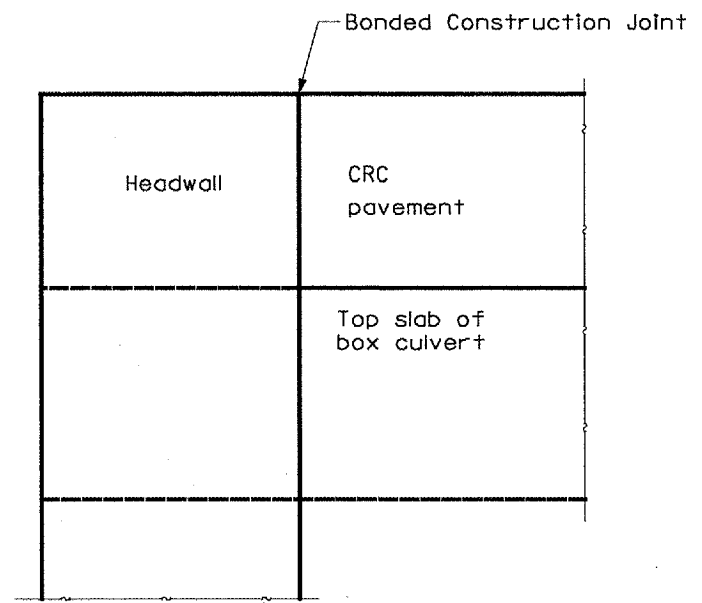 Bonded Construction Joint
Headwall
CRC
pavement
Top slab of
box culvert